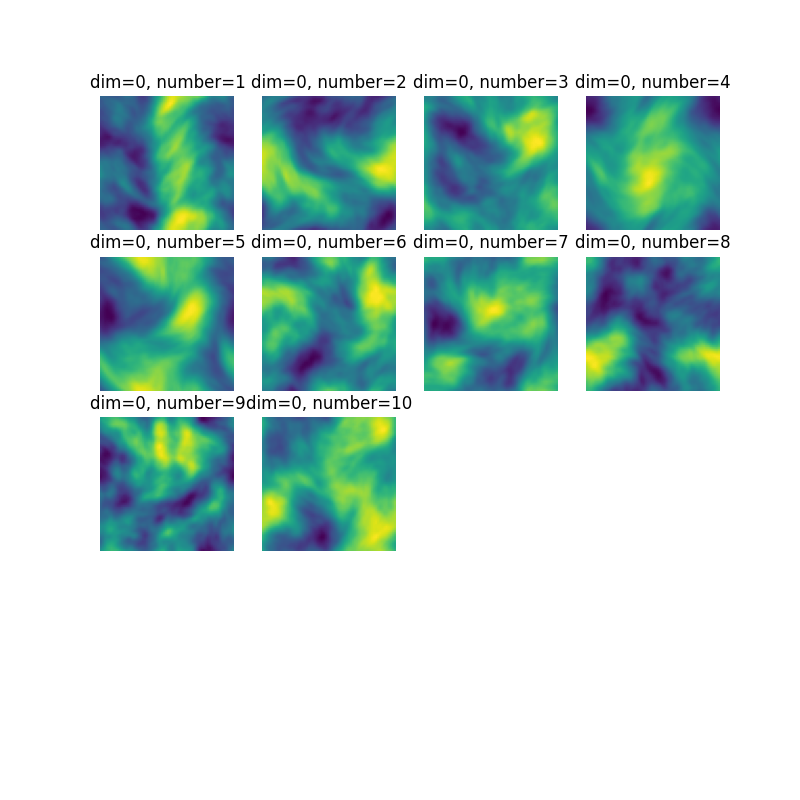 dim=0, number=1 dim=0, number=2 dim=0, number=3 dim=0, number=4
dim=0, number=5 dim=0, number=6 dim=0, number=7 dim=0, number=8
dim=0, number=9 dim=0, number=10